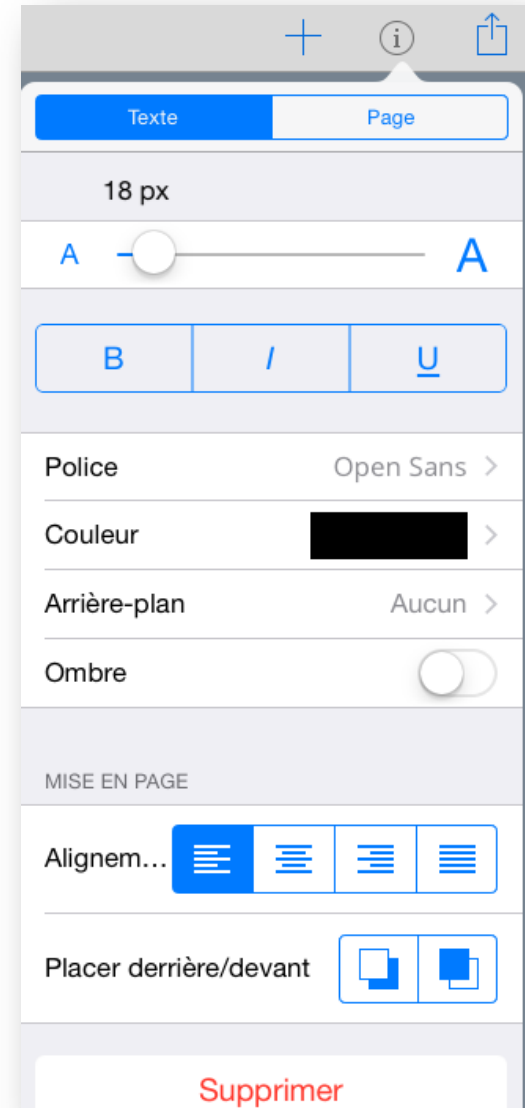 Texte Page
18 px
A A
B I U
Police Open Sans
Couleur
Arrière-plan Aucun
Ombre
MISE EN PAGE
Alignem...
Placer derrière/devant
Supprimer